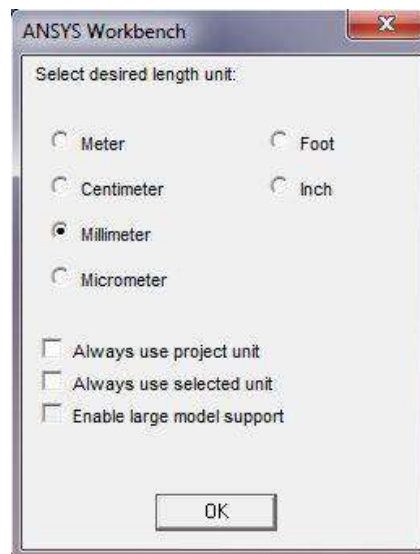 ANSYS Workbench
Select desired length unit:
Meter
Foot
Centimeter
Inch
Millimeter
Micrometer
Always use project unit
Always use selected unit
Enable large model support
OK